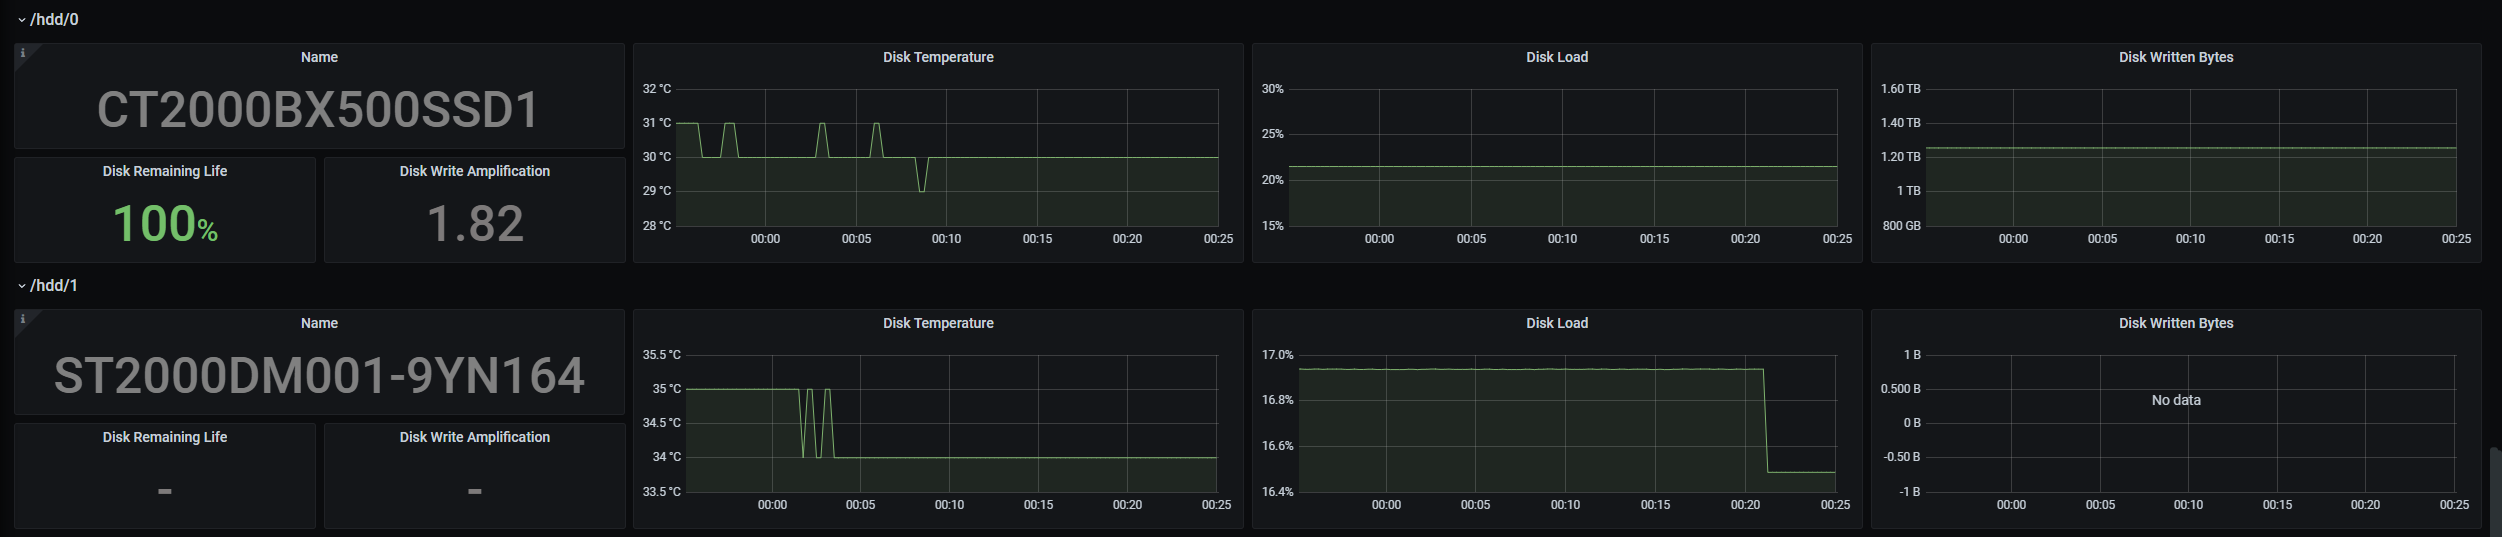 /hdd/0
Name
CT2000BX500SSD1
Disk Remaining Life
100%
Disk Write Amplification
1.82
Disk Temperature
32 °C
31 °C
30 °C
29 °C
28 °C
00:00 00:05 00:10 00:15 00:20 00:25
Disk Load
30%
25%
20%
15%
00:00 00:05 00:10 00:15 00:20 00:25
Disk Written Bytes
1.60 TB
1.40 TB
1.20 TB
1 TB
800 GB
00:00 00:05 00:10 00:15 00:20 00:25
/hdd/1
Name
ST2000DM001-9YN164
Disk Remaining Life
-
Disk Write Amplification
-
Disk Temperature
35.5 °C
35 °C
34.5 °C
34 °C
33.5 °C
00:00 00:05 00:10 00:15 00:20 00:25
Disk Load
17.0%
16.8%
16.6%
16.4%
00:00 00:05 00:10 00:15 00:20 00:25
Disk Written Bytes
1 B
0.500 B
0 B
-0.50 B
-1 B
No data
00:00 00:05 00:10 00:15 00:20 00:25